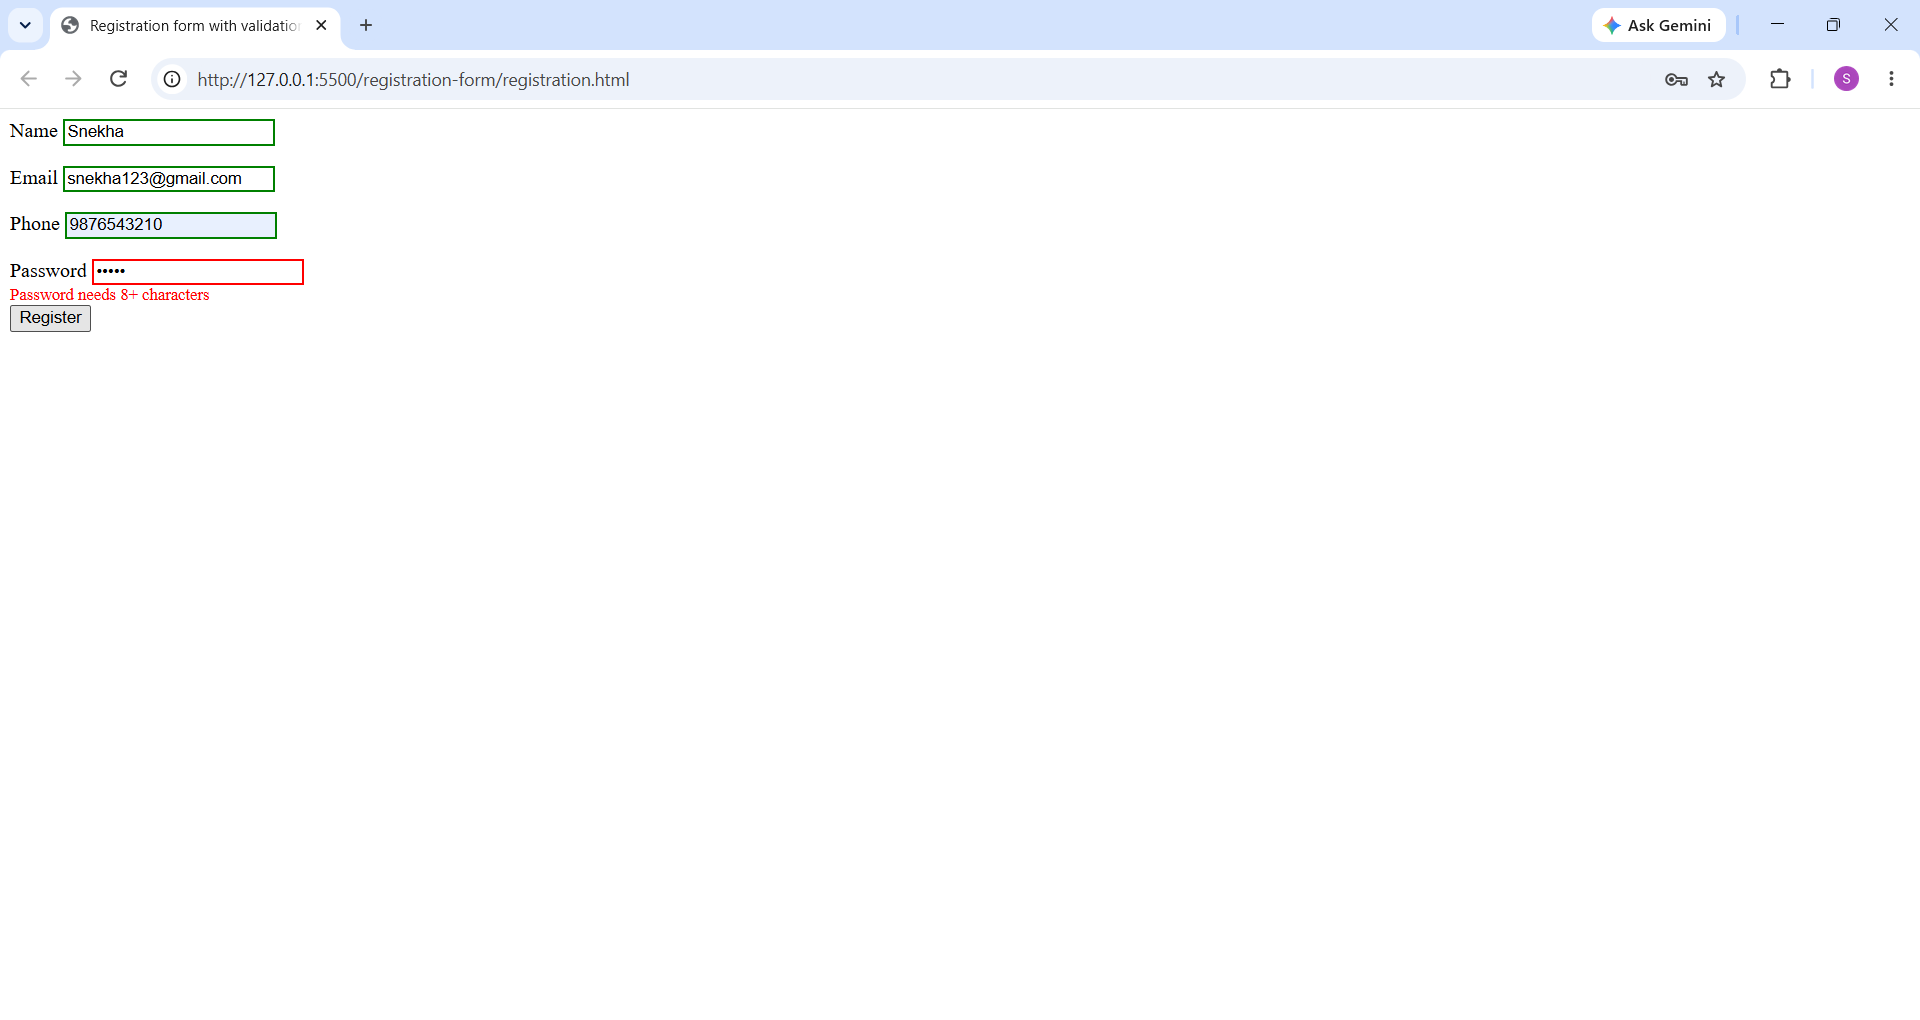 Registration form with validatio
Ask Gemini
http://127.0.0.1:5500/registration-form/registration.html
S
Name Snekha
Email snekha123@gmail.com
Phone 9876543210
Password •••••
Password needs 8+ characters
Register